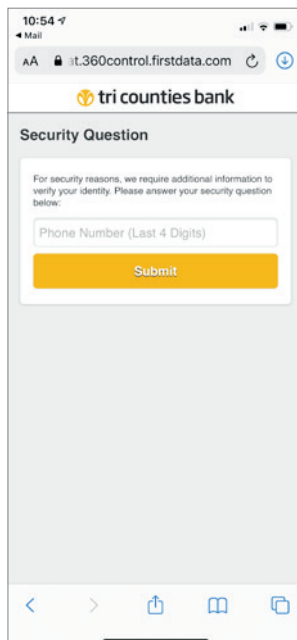 10:54
Mail
AA
t.360control.firstdata.com
tri counties bank
Security Question
For security reasons, we require additional information to
verify your identity. Please answer your security question
below:
Phone Number (Last 4 Digits)
Submit